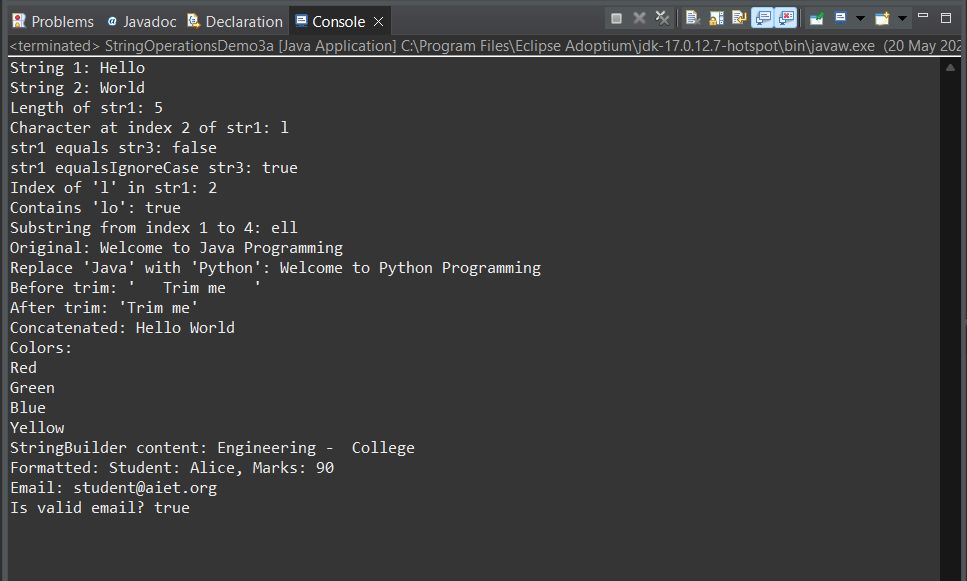 Problems @ Javadoc Declaration Console
<terminated> StringOperationsDemo3a [Java Application] C:\Program Files\Eclipse Adoptium\jdk-17.0.12.7-hotspot\bin\javaw.exe (20 May 202
String 1: Hello
String 2: World
Length of str1: 5
Character at index 2 of str1: l
str1 equals str3: false
str1 equalsIgnoreCase str3: true
Index of 'l' in str1: 2
Contains 'lo': true
Substring from index 1 to 4: ell
Original: Welcome to Java Programming
Replace 'Java' with 'Python': Welcome to Python Programming
Before trim: '   Trim me   '
After trim: 'Trim me'
Concatenated: Hello World
Colors:
Red
Green
Blue
Yellow
StringBuilder content: Engineering -  College
Formatted: Student: Alice, Marks: 90
Email: student@aiet.org
Is valid email? true